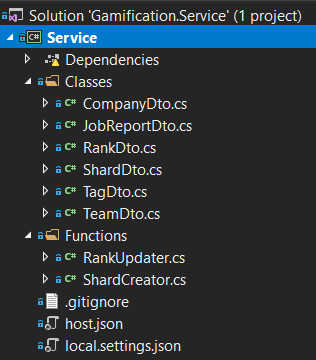 Solution 'Gamification.Service' (1 project)
C# Service
Dependencies
Classes
C# CompanyDto.cs
C# JobReportDto.cs
C# RankDto.cs
C# ShardDto.cs
C# TagDto.cs
C# TeamDto.cs
Functions
C# RankUpdater.cs
C# ShardCreator.cs
.gitignore
host.json
local.settings.json